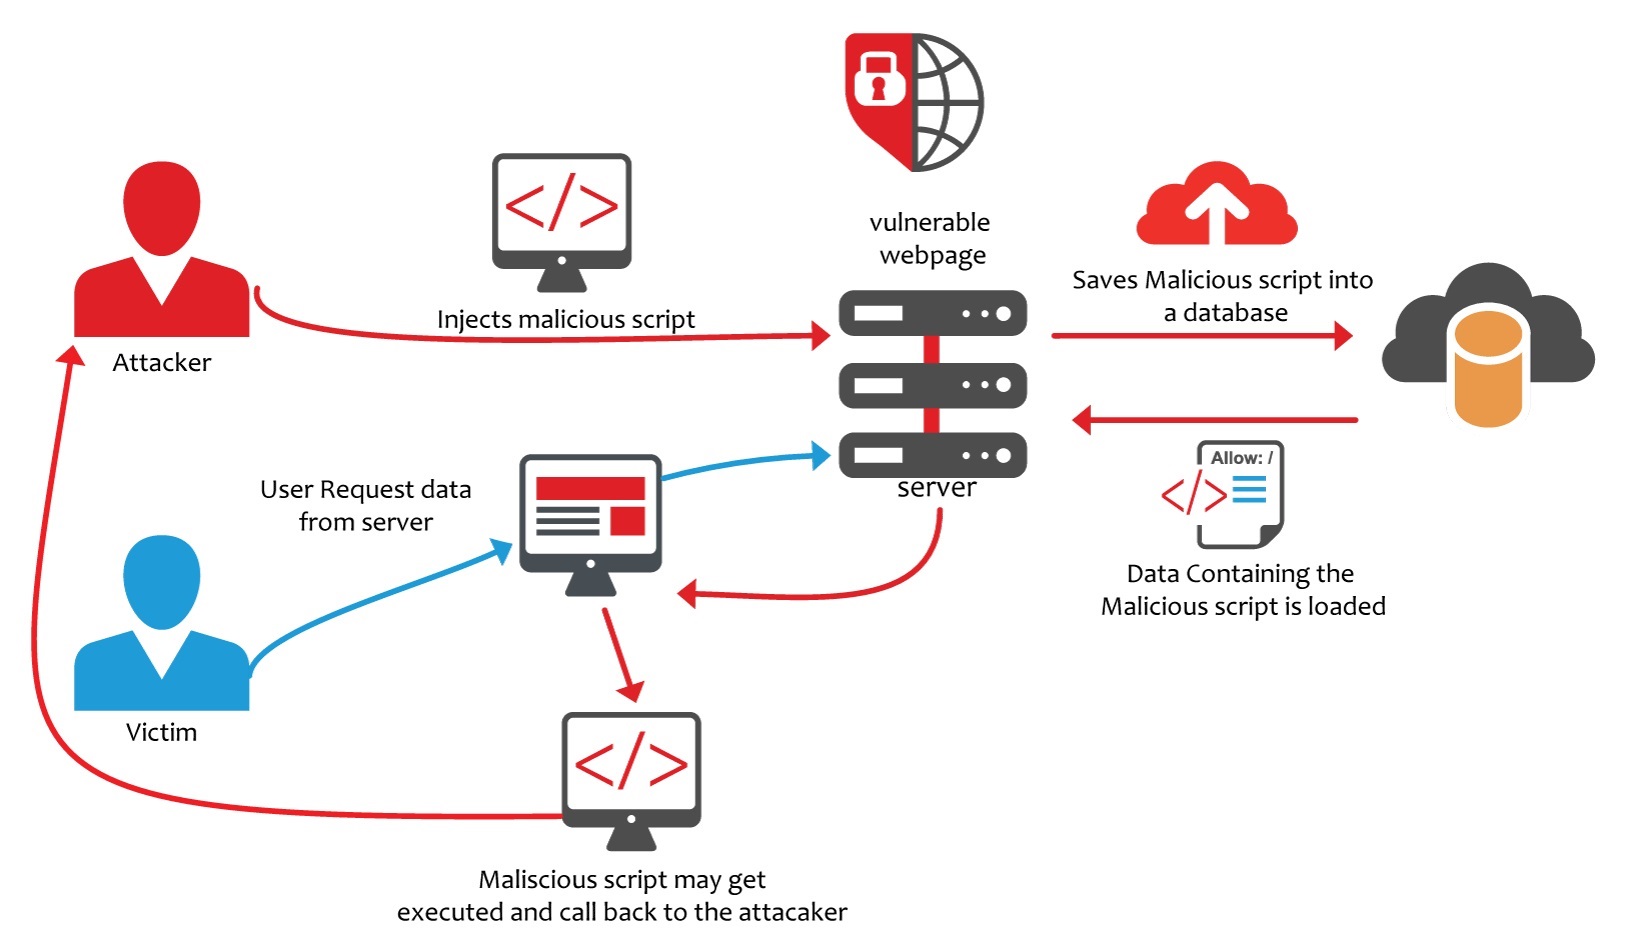 vulnerable
webpage
Saves Malicious script into
a database
Injects malicious script
Attacker
Allow: /
User Request data
from server
server
Data Containing the
Malicious script is loaded
Victim
Maliscious script may get
executed and call back to the attacaker